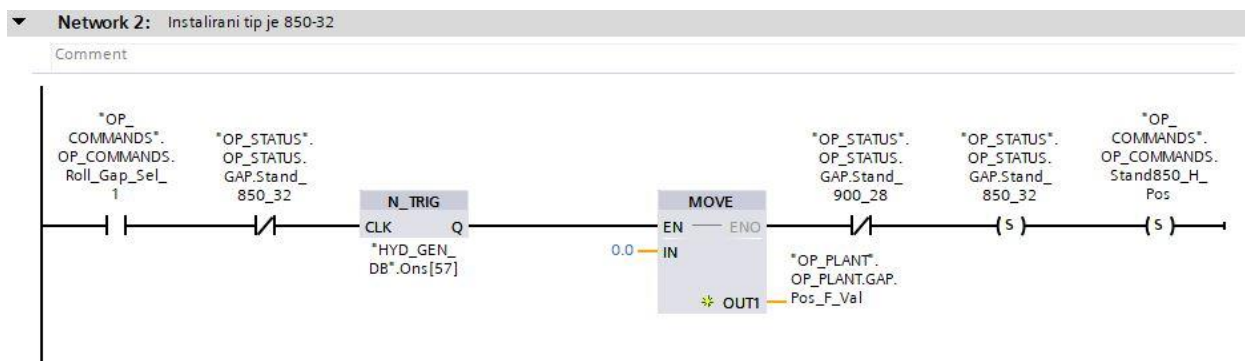 Network 2: Instalirani tip je 850-32
Comment
"OP_
COMMANDS".
OP_COMMANDS.
Roll_Gap_Sel_
1
"OP_STATUS".
OP_STATUS.
GAP.Stand_
850_32
N_TRIG
CLK Q
"HYD_GEN_
DB".Ons[57]
MOVE
EN ENO
0.0 IN
OUT1
"OP_PLANT".
OP_PLANT.GAP.
Pos_F_Val
"OP_STATUS".
OP_STATUS.
GAP.Stand_
900_28
"OP_STATUS".
OP_STATUS.
GAP.Stand_
850_32
S
"OP_
COMMANDS".
OP_COMMANDS.
Stand850_H_
Pos
S